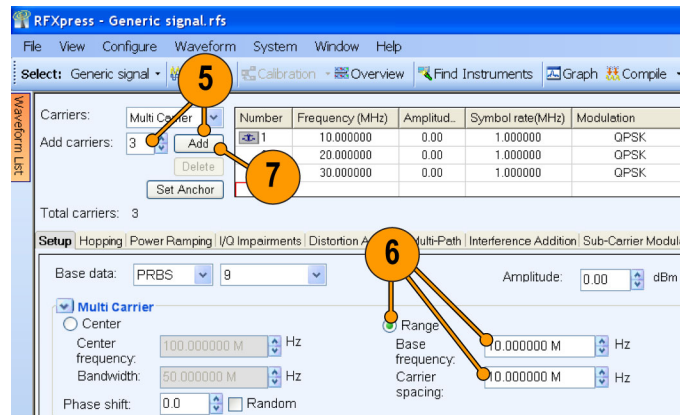 RFXpress - Generic signal.rfs
File View Configure Waveform System Window Help
Select: Generic signal Calibration Overview Find Instruments Graph Compile
Waveform List:
Carriers: Multi Carrier
Add carriers: 3 Add
Delete
Set Anchor
Total carriers: 3
Number Frequency (MHz) Amplitud... Symbol rate(MHz) Modulation
1 10.000000 0.00 1.000000 QPSK
20.000000 0.00 1.000000 QPSK
30.000000 0.00 1.000000 QPSK
5
7
6
Setup Hopping Power Ramping I/Q Impairments Distortion Multi-Path Interference Addition Sub-Carrier Modul
Base data: PRBS 9 Amplitude: 0.00 dBm
Multi Carrier
Center
Center frequency: 100.000000 M Hz
Bandwidth: 50.000000 M Hz
Phase shift: 0.0 Random
Range
Base frequency: 10.000000 M Hz
Carrier spacing: 10.000000 M Hz